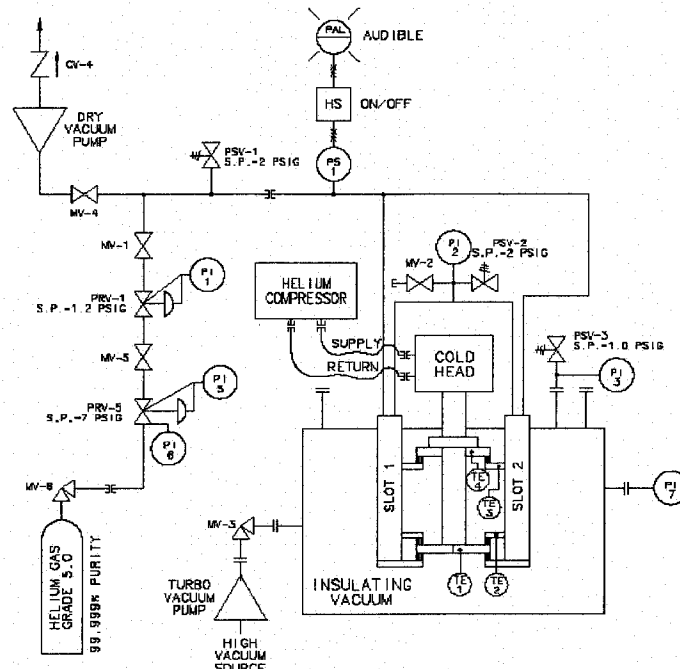 PAL
AUDIBLE
CV-4
HS
ON/OFF
DRY
VACUUM
PUMP
PSV-1
S.P.-2 PSIG
PS
1
MV-4
MV-1
PI
2
PSV-2
S.P.-2 PSIG
MV-2
PI
1
HELIUM
COMPRESSOR
PRV-1
S.P.-1.2 PSIG
PSV-3
S.P.-1.0 PSIG
SUPPLY
COLD
HEAD
MV-5
RETURN
PI
3
PI
5
PRV-5
S.P.-7 PSIG
PI
6
SLOT 1
SLOT 2
TE
4
TE
3
MV-6
PI
7
MV-3
HELIUM GAS
GRADE 5.0
99.999% PURITY
TURBO
VACUUM
PUMP
INSULATING
VACUUM
TE
1
TE
2
HIGH
VACUUM
SOURCE